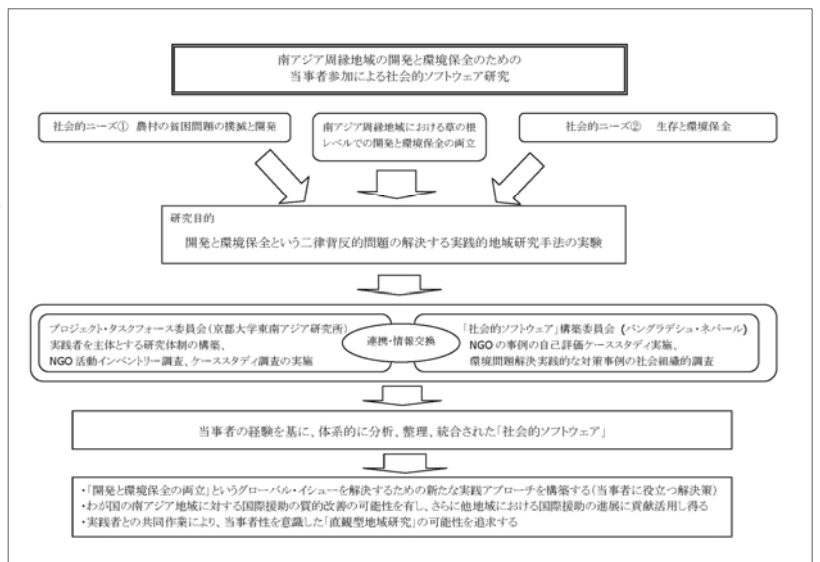 南アジア周縁地域の開発と環境保全のための
当事者参加による社会的ソフトウェア研究
社会的ニーズ① 農村の貧困問題の撲滅と開発
南アジア周縁地域における草の根
レベルでの開発と環境保全の両立
社会的ニーズ② 生存と環境保全
研究目的
開発と環境保全という二律背反的問題の解決する実践的地域研究手法の実験
プロジェクト・タスクフォース委員会(京都大学東南アジア研究所)
実践者を主体とする研究体制の構築、
NGO活動インベントリー調査、ケーススタディ調査の実施
連携・情報交換
「社会的ソフトウェア」構築委員会 (バングラデシュ・ネパール)
NGOの事例の自己評価ケーススタディ実施、
環境問題解決実践的な対策事例の社会組織的調査
当事者の経験を基に、体系的に分析、整理、統合された「社会的ソフトウェア」
・「開発と環境保全の両立」というグローバル・イシューを解決するための新たな実践アプローチを構築する(当事者に役立つ解決策)
・わが国の南アジア地域に対する国際援助の質的改善の可能性を有し、さらに他地域における国際援助の進展に貢献活用し得る
・実践者との共同作業により、当事者性を意識した「直観型地域研究」の可能性を追求する